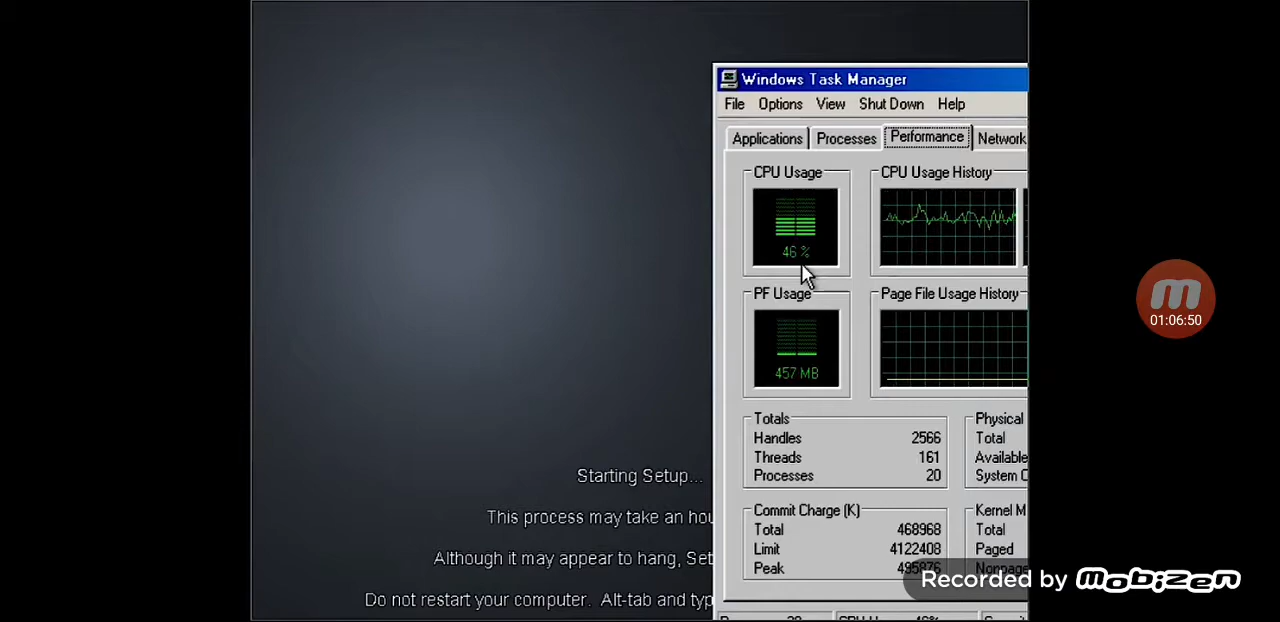 Windows Task Manager
File Options View Shut Down Help
Applications Processes Performance Network
CPU Usage
CPU Usage History
46 %
PF Usage
Page File Usage History
457 MB
01:06:50
Totals
Handles 2566
Threads 161
Processes 20
Physical
Total
Available
System C
Commit Charge (K)
Total 468968
Limit 4122408
Peak 495876
Kernel M
Total
Paged
Nonpage
Starting Setup...
This process may take an hou
Although it may appear to hang, Set
Do not restart your computer. Alt-tab and typ
Recorded by mobizen